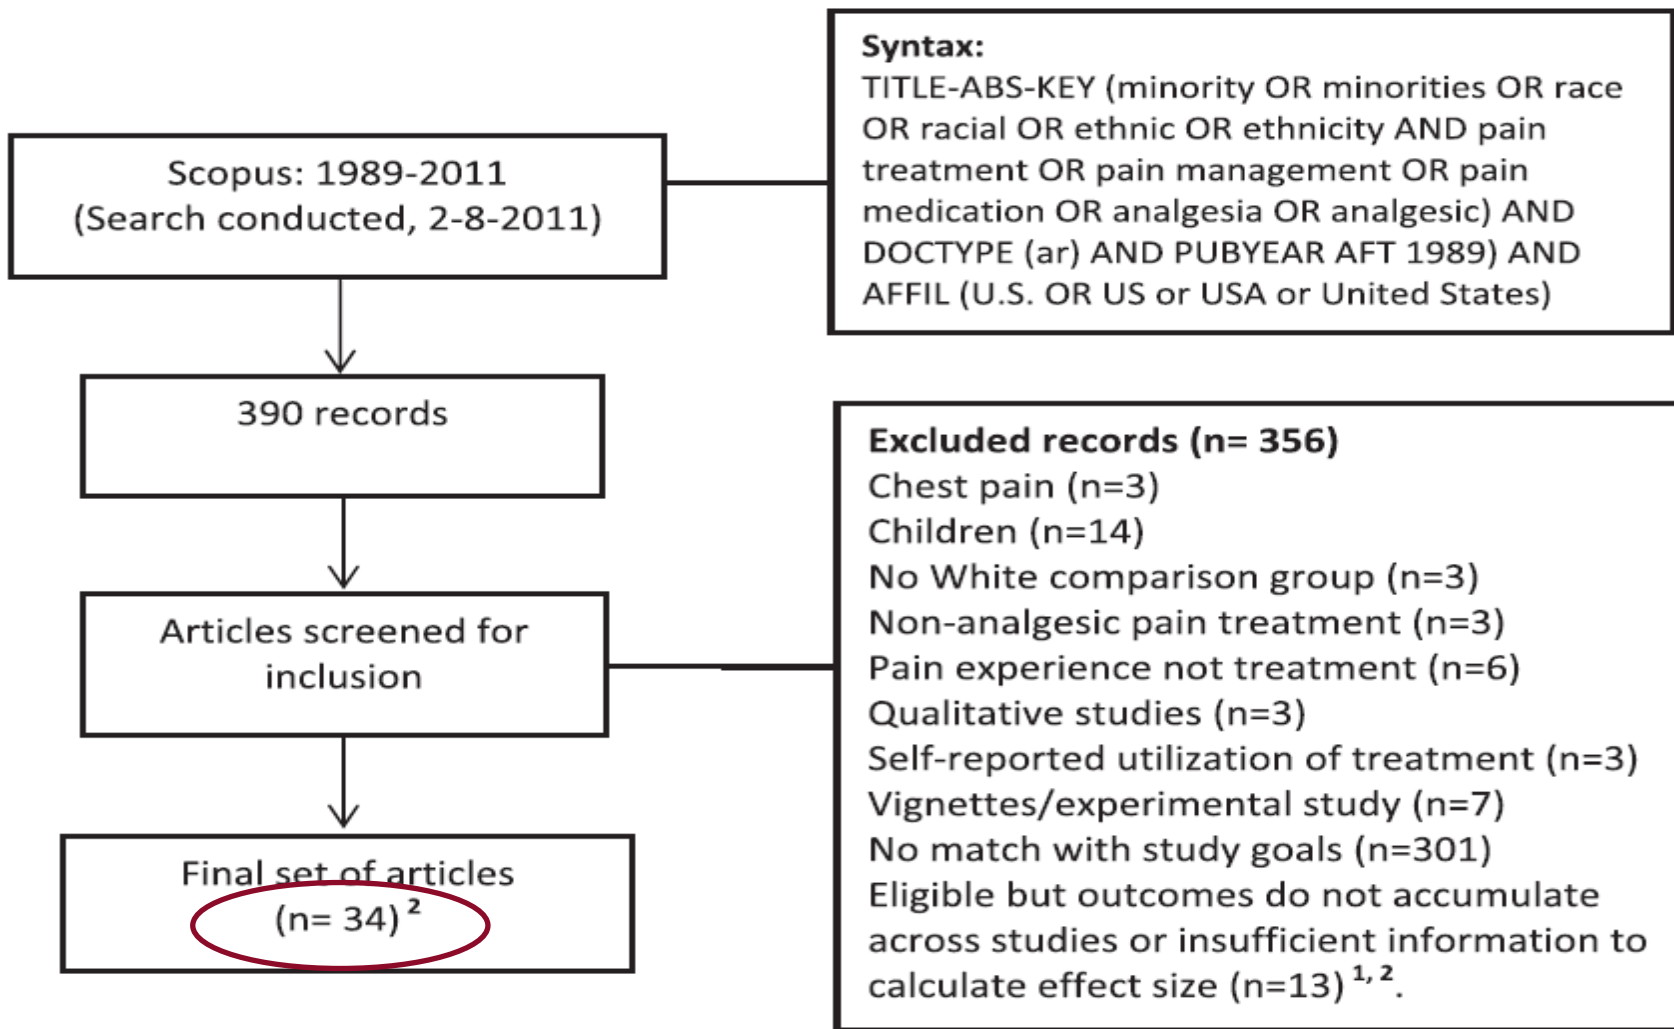 Scopus: 1989-2011
(Search conducted, 2-8-2011)
Syntax:
TITLE-ABS-KEY (minority OR minorities OR race
OR racial OR ethnic OR ethnicity AND pain
treatment OR pain management OR pain
medication OR analgesia OR analgesic) AND
DOCTYPE (ar) AND PUBYEAR AFT 1989) AND
AFFIL (U.S. OR US or USA or United States)
390 records
Articles screened for
inclusion
Excluded records (n= 356)
Chest pain (n=3)
Children (n=14)
No White comparison group (n=3)
Non-analgesic pain treatment (n=3)
Pain experience not treatment (n=6)
Qualitative studies (n=3)
Self-reported utilization of treatment (n=3)
Vignettes/experimental study (n=7)
No match with study goals (n=301)
Eligible but outcomes do not accumulate
across studies or insufficient information to
calculate effect size (n=13) 1, 2.
Final set of articles
(n= 34) 2